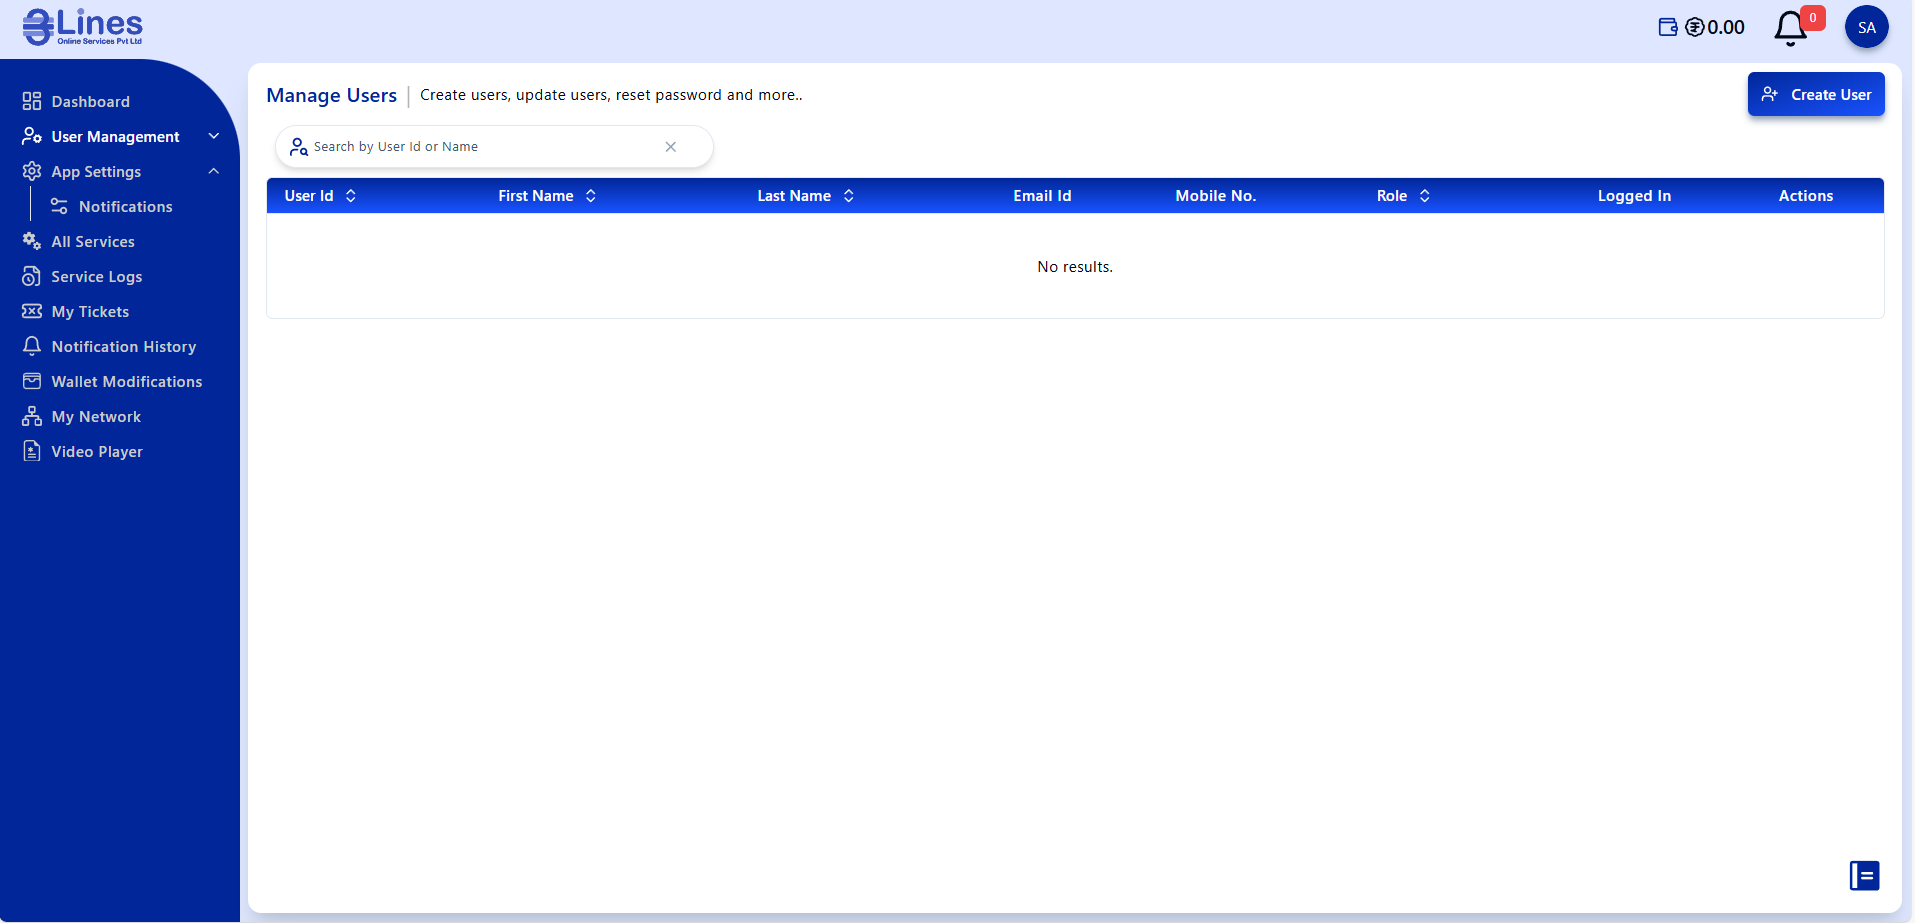 3Lines
Online Services Pvt Ltd
0.00
0
SA
Dashboard
User Management
App Settings
Notifications
All Services
Service Logs
My Tickets
Notification History
Wallet Modifications
My Network
Video Player
Manage Users | Create users, update users, reset password and more..
Create User
Search by User Id or Name
User Id First Name Last Name Email Id Mobile No. Role Logged In Actions
No results.